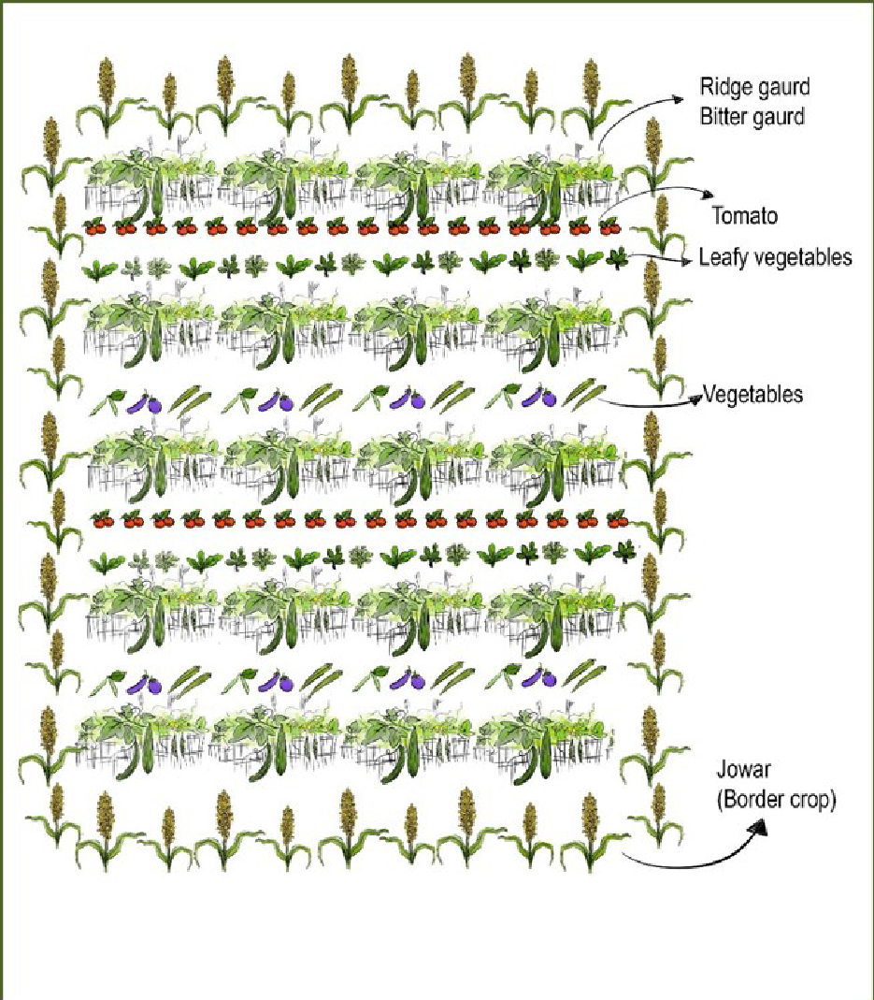 Ridge gaurd
Bitter gaurd
Tomato
Leafy vegetables
Vegetables
Jowar
(Border crop)